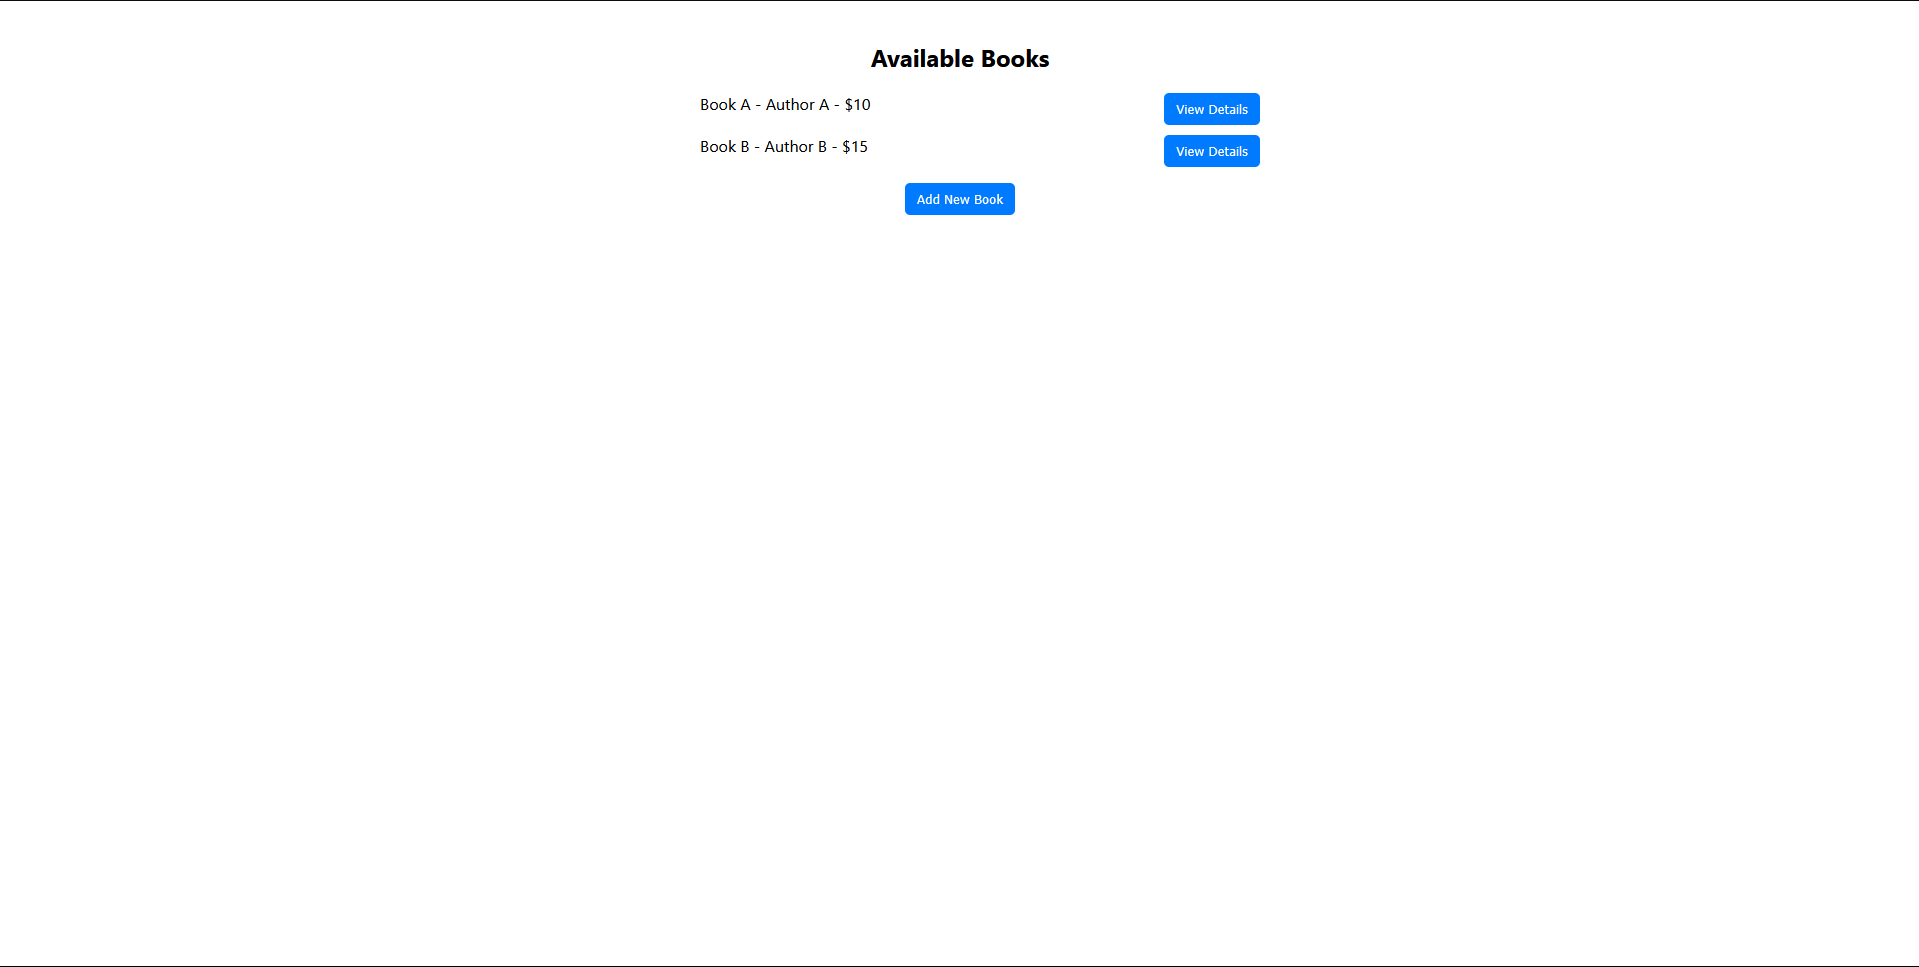 Available Books
Book A - Author A - $10 View Details
Book B - Author B - $15 View Details
Add New Book